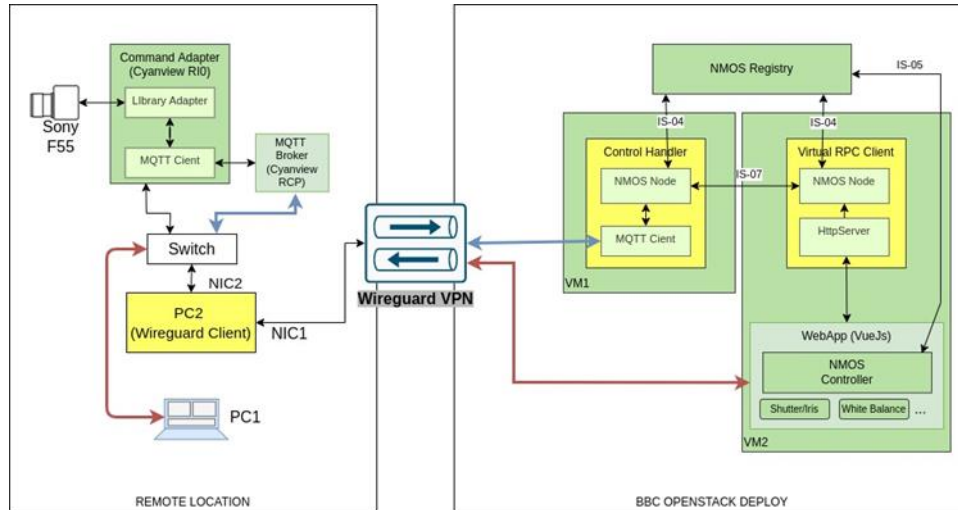 Command Adapter
(Cyanview RI0)
LIbrary Adapter
MQTT Cient
Sony
F55
MQTT
Broker
(Cyanview
RCP)
Switch
NIC2
PC2
(Wireguard Client)
NIC1
PC1
REMOTE LOCATION
Wireguard VPN
NMOS Registry
IS-05
IS-04
IS-04
Control Handler
NMOS Node
MQTT Client
VM1
IS-07
Virtual RPC Client
NMOS Node
HttpServer
WebApp (VueJs)
NMOS
Controller
Shutter/Iris
White Balance
...
VM2
BBC OPENSTACK DEPLOY